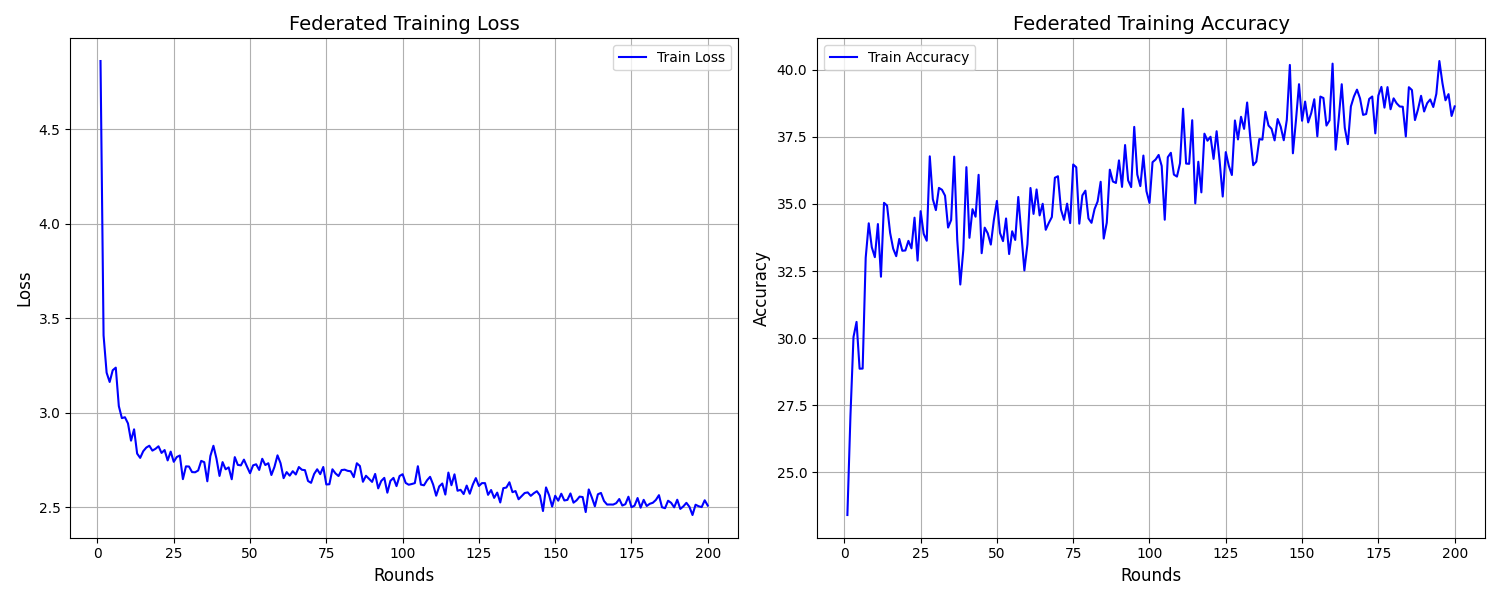 Federated Training Loss
Train Loss
Loss
4.5
4.0
3.5
3.0
2.5
0 25 50 75 100 125 150 175 200
Rounds
Federated Training Accuracy
Train Accuracy
Accuracy
40.0
37.5
35.0
32.5
30.0
27.5
25.0
0 25 50 75 100 125 150 175 200
Rounds